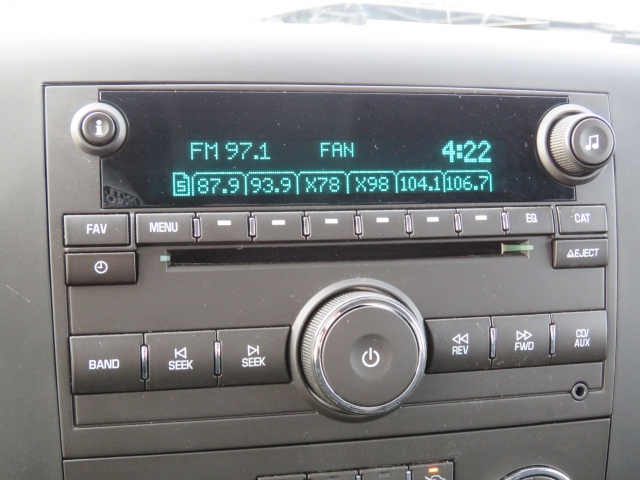 FM 97.1 FAN 4:22
5 87.9 93.9 X78 X98 104.1 106.7
FAV MENU EQ CAT
EJECT
BAND SEEK SEEK REV FWD CD/AUX